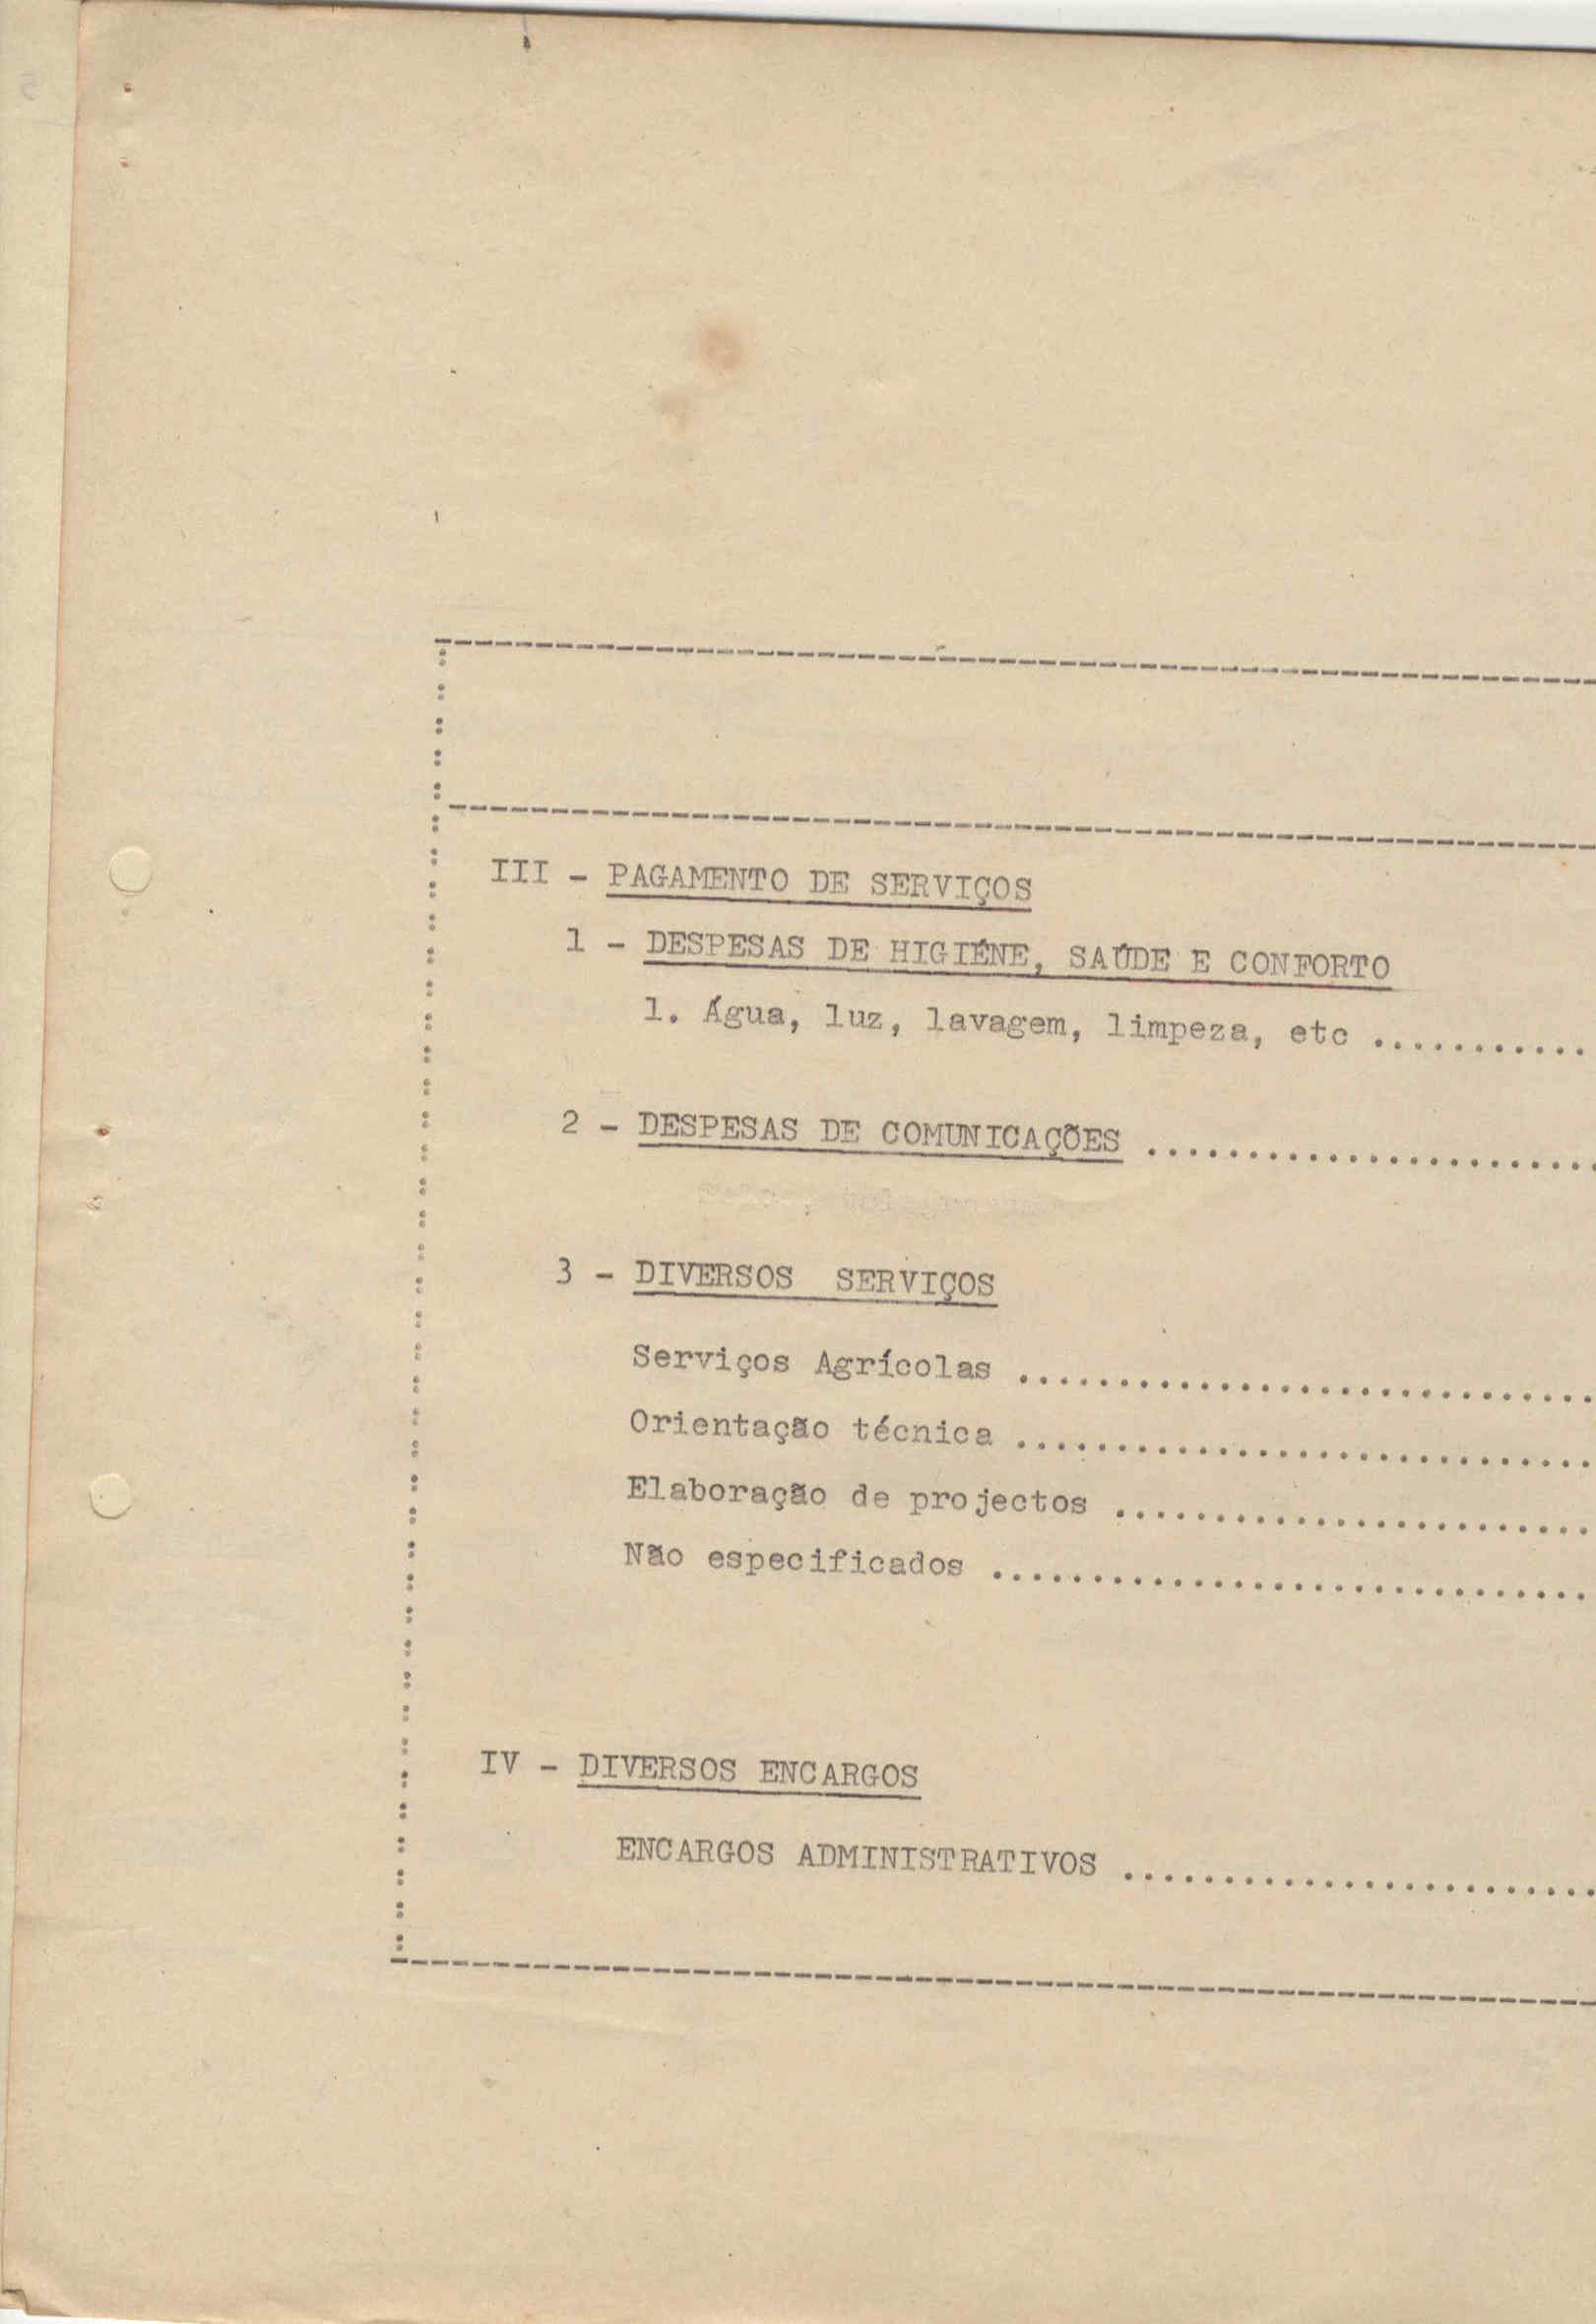 III - PAGAMENTO DE SERVIÇOS
1 - DESPESAS DE HIGIÉNE, SAÚDE E CONFORTO
1. Água, luz, lavagem, limpeza, etc ...........
2 - DESPESAS DE COMUNICAÇÕES .......................
3 - DIVERSOS SERVIÇOS
Serviços Agrícolas .............................
Orientação técnica .............................
Elaboração de projectos ........................
Não especificados ..............................
IV - DIVERSOS ENCARGOS
ENCARGOS ADMINISTRATIVOS ........................